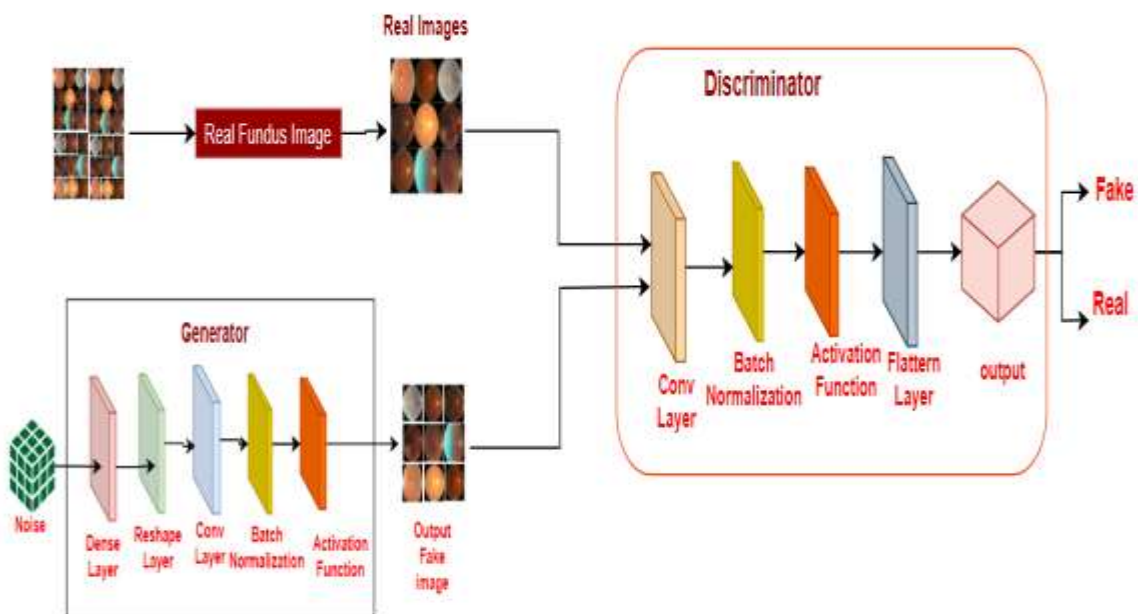 Real Images
Real Fundus Image
Discriminator
Conv
Layer
Batch
Normalization
Activation
Function
Flattern
Layer
output
Fake
Real
Generator
Noise
Dense
Layer
Reshape
Layer
Conv
Layer
Batch
Normalization
Activation
Function
Output
Fake
image